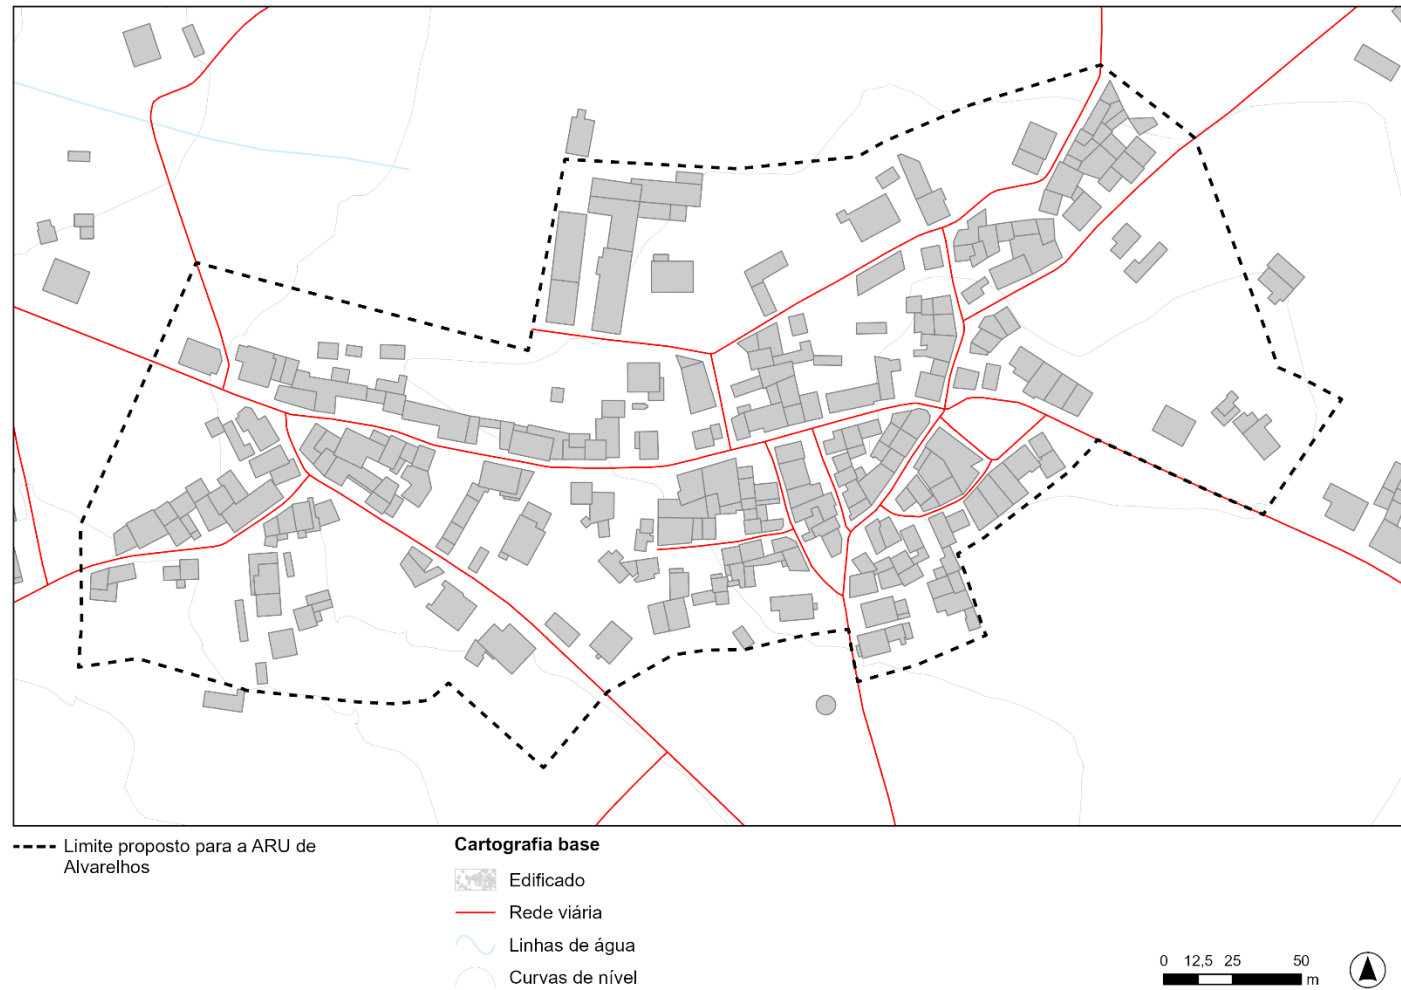 Limite proposto para a ARU de
Alvarelhos
Cartografia base
Edificado
Rede viária
Linhas de água
Curvas de nível
0 12,5 25 50
m